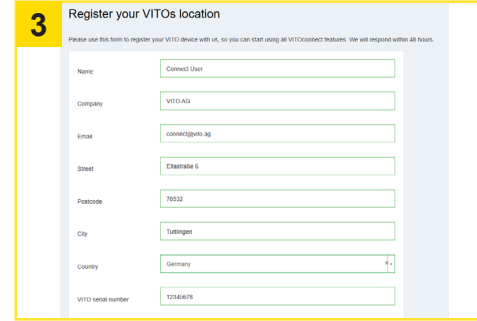 3
Register your VITOs location
Please use this form to register your VITO device with us, so you can start using all VITOconnect features. We will respond within 48 hours.
Name
Connect User
Company
VITO AG
Email
connect@vito.ag
Street
Eltastraße 6
Postcode
78532
City
Tuttlingen
Country
Germany
VITO serial number
12345678